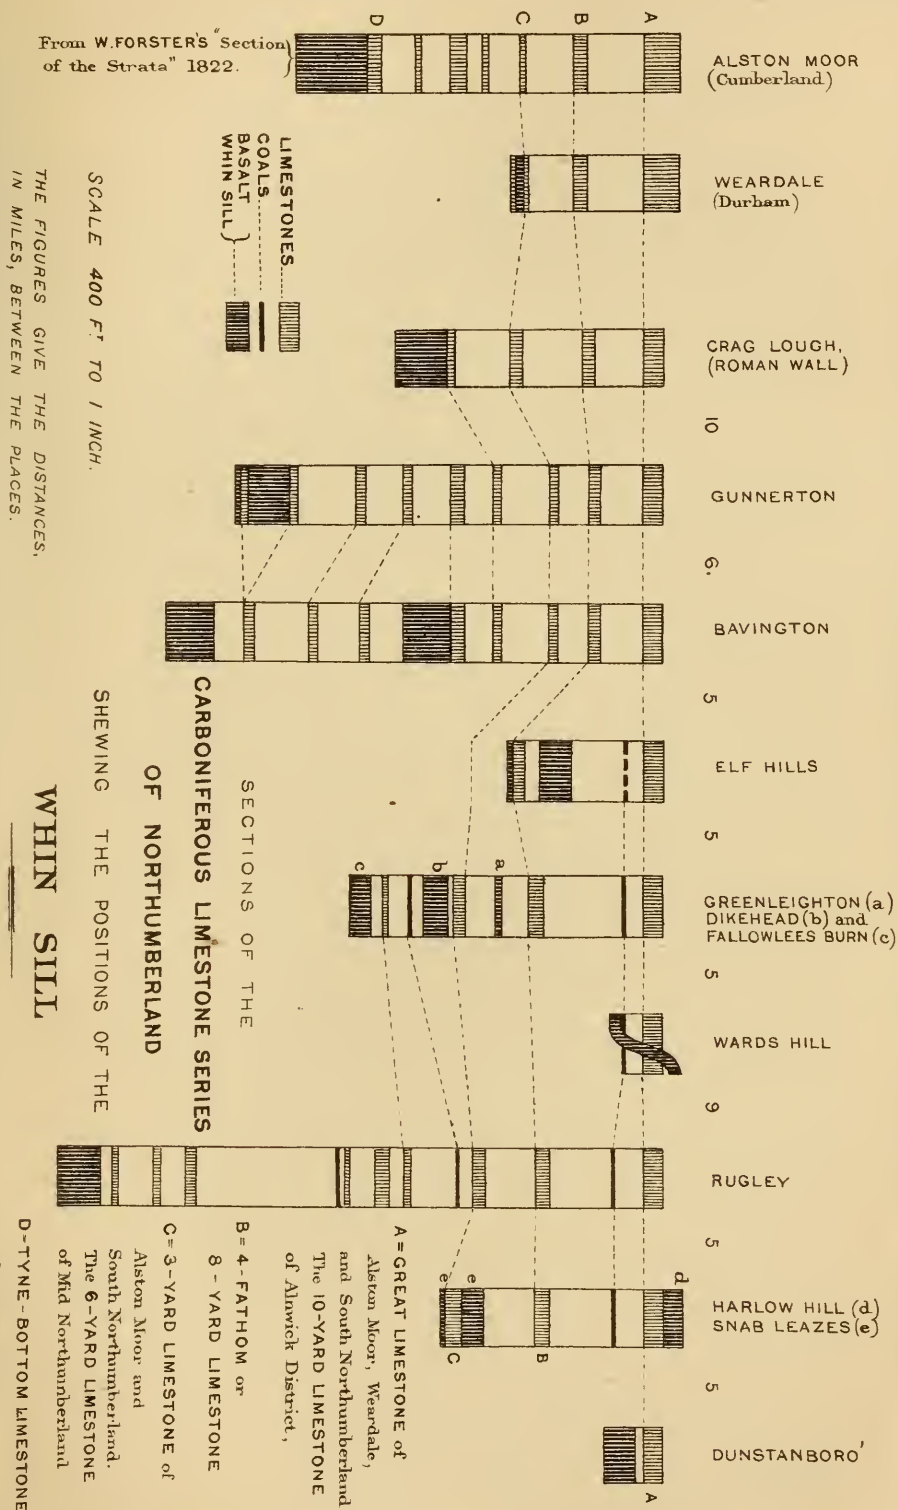 SECTIONS OF THE
CARBONIFEROUS LIMESTONE SERIES
OF NORTHUMBERLAND
SHEWING THE POSITIONS OF THE
WHIN SILL
D
C
B
A
From W. FORSTER'S "Section
of the Strata" 1822.
ALSTON MOOR
(Cumberland)
WEARDALE
(Durham)
CRAG LOUGH,
(ROMAN WALL)
10
GUNNERTON
6.
BAVINGTON
5
ELF HILLS
5
c
b
a
GREENLEIGHTON (a)
DIKEHEAD (b) and
FALLOWLEES BURN (c)
5
WARDS HILL
9
RUGLEY
5
e
e
d
HARLOW HILL (d)
SNAB LEAZES (e)
C
B
5
DUNSTANBORO'
A
LIMESTONES
COALS
BASALT
WHIN SILL
SCALE 400 FT TO 1 INCH.
THE FIGURES GIVE THE DISTANCES,
IN MILES, BETWEEN THE PLACES.
A = GREAT LIMESTONE of
Alston Moor, Weardale,
and South Northumberland
The 10-YARD LIMESTONE
of Alnwick District,
B = 4-FATHOM or
8-YARD LIMESTONE
C = 3-YARD LIMESTONE of
Alston Moor and
South Northumberland.
The 6-YARD LIMESTONE
of Mid Northumberland
D = TYNE-BOTTOM LIMESTONE